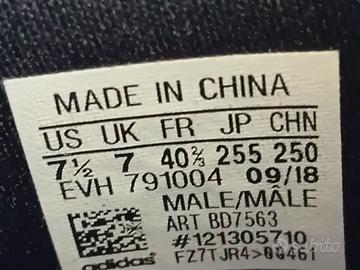 MADE IN CHINA
US UK FR JP CHN
7½ 7 40⅔ 255 250
EVH 791004 09/18
MALE/MÂLE
ART BD7563
#121305710
adidas FZ7TJR4>00461
subito